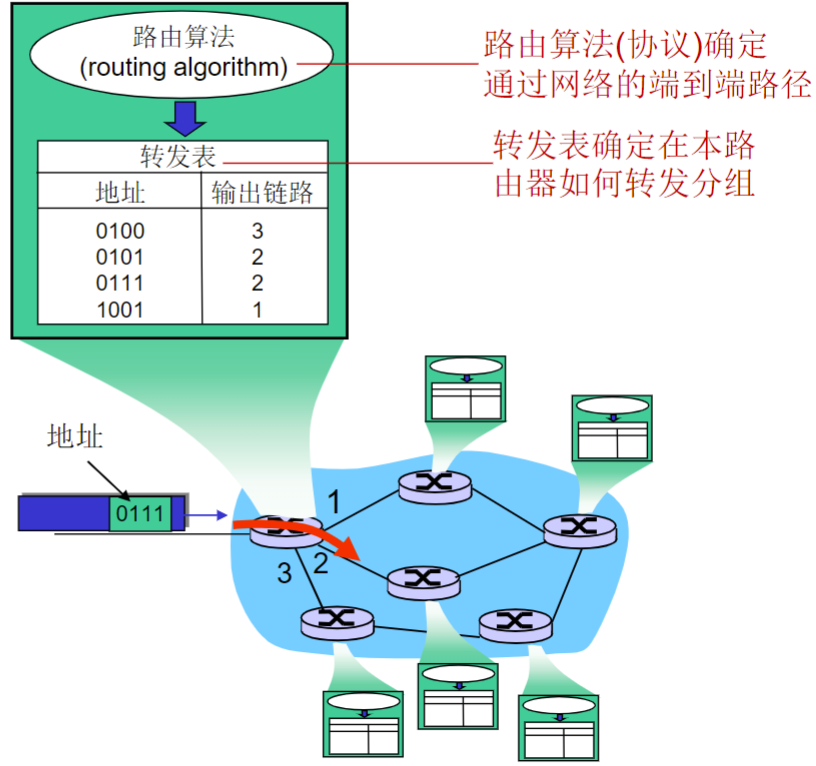 路由算法
(routing algorithm)
路由算法(协议)确定
通过网络的端到端路径
转发表
转发表确定在本路
由器如何转发分组
地址 输出链路
0100 3
0101 2
0111 2
1001 1
地址
0111
1
2
3